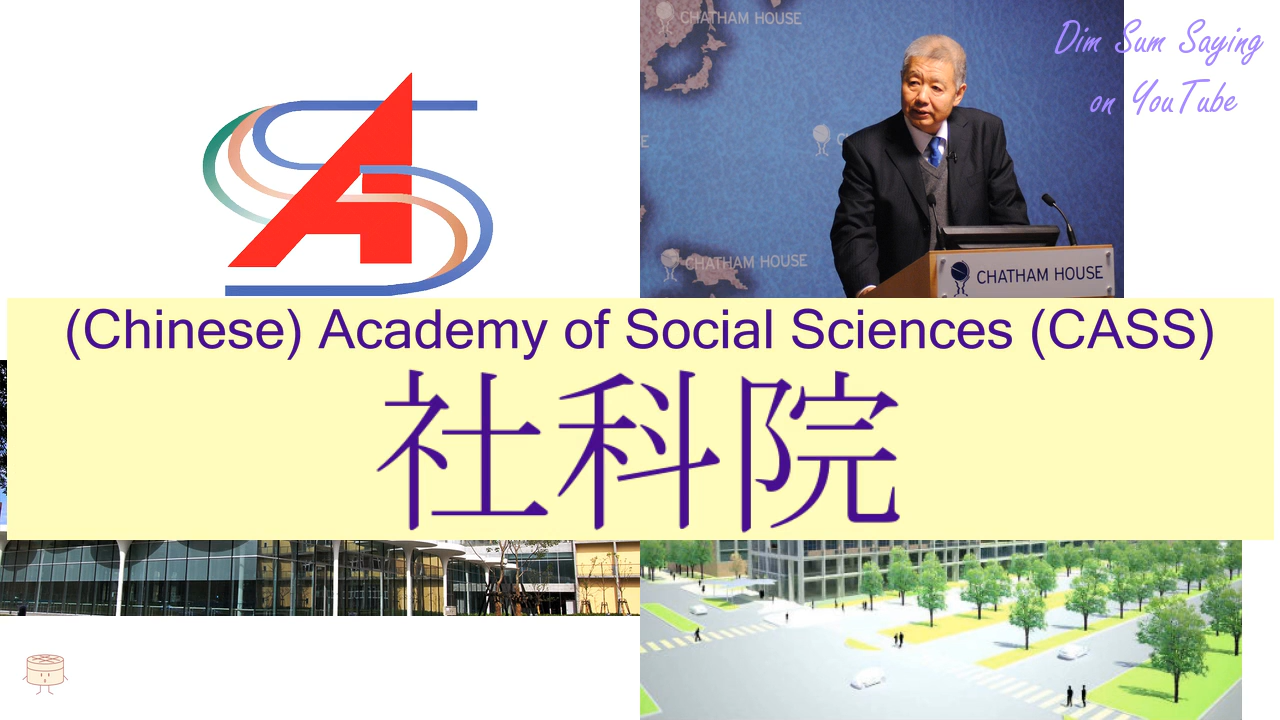 CHATHAM HOUSE
Dim Sum Saying
on YouTube
CHATHAM HOUSE
CHATHAM HOUSE
(Chinese) Academy of Social Sciences (CASS)
社科院